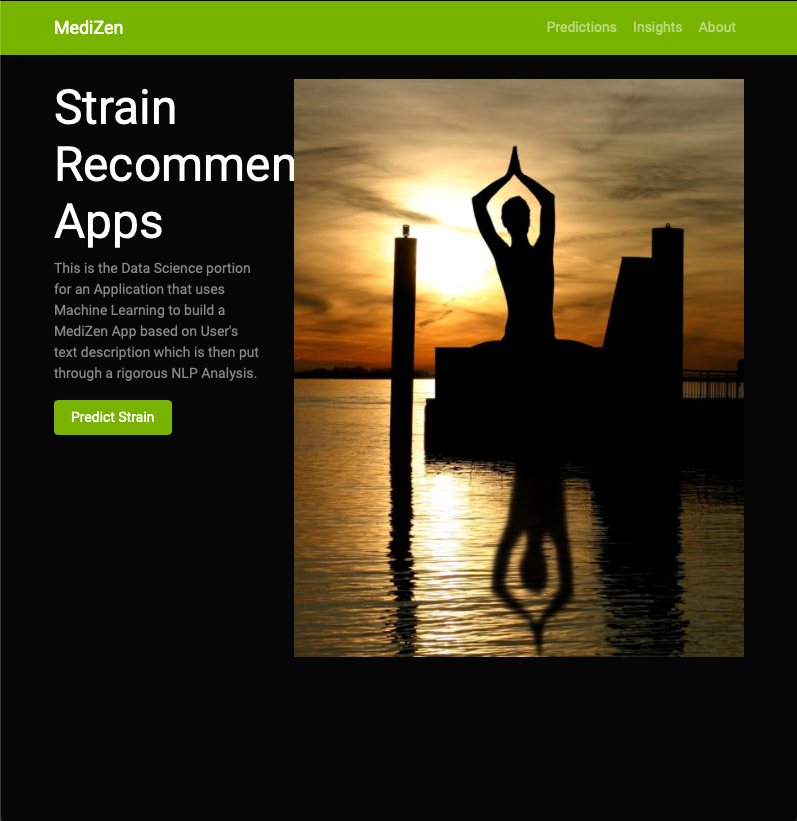 MediZen
Predictions Insights About
Strain
Recommen
Apps
This is the Data Science portion
for an Application that uses
Machine Learning to build a
MediZen App based on User's
text description which is then put
through a rigorous NLP Analysis.
Predict Strain